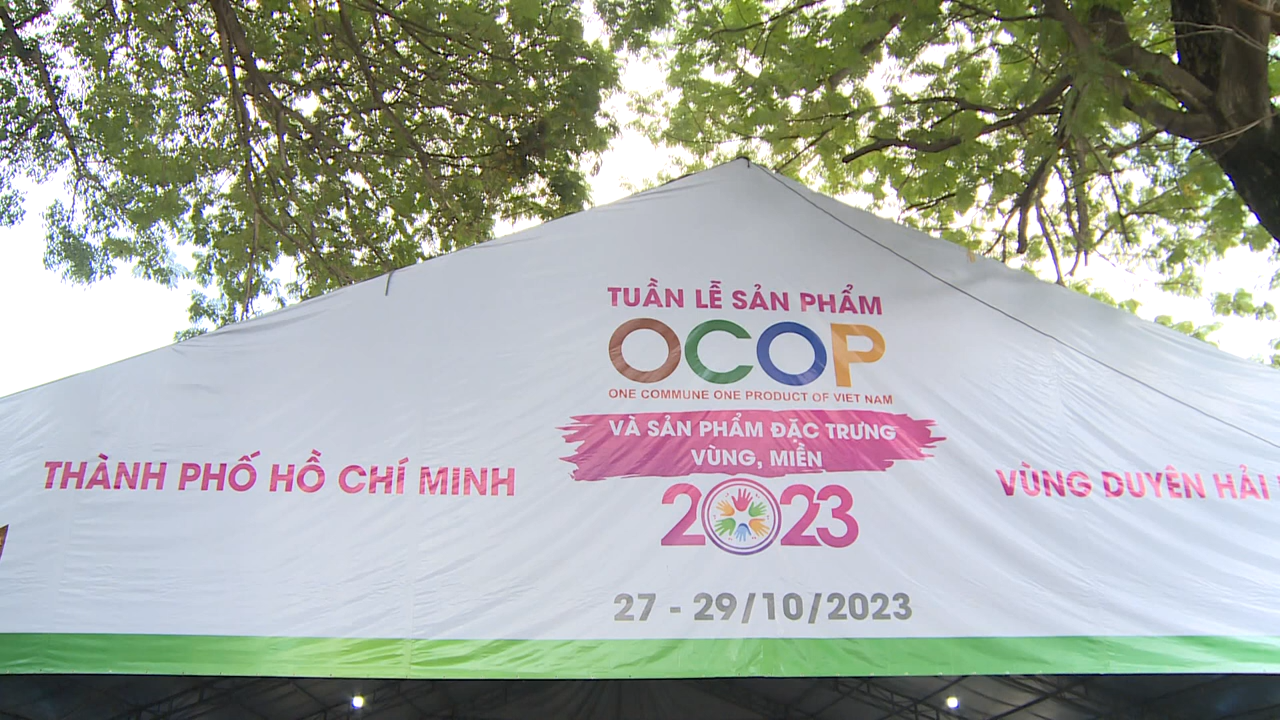 TUẦN LỄ SẢN PHẨM
OCOP
ONE COMMUNE ONE PRODUCT OF VIET NAM
VÀ SẢN PHẨM ĐẶC TRƯNG
VÙNG, MIỀN
THÀNH PHỐ HỒ CHÍ MINH
VÙNG DUYÊN HẢI
2023
27 - 29/10/2023